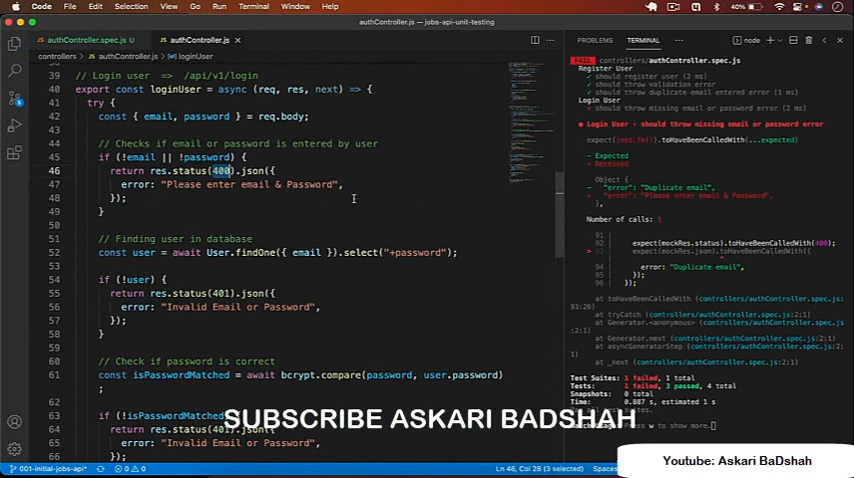 Code File Edit Selection View Go Run Terminal Window Help
40%
authController.js — jobs-api-unit-testing
authController.spec.js U
authController.js ×
controllers > authController.js > loginUser
39 // Login user => /api/v1/login
40 export const loginUser = async (req, res, next) => {
41 try {
42 const { email, password } = req.body;
43
44 // Checks if email or password is entered by user
45 if (!email || !password) {
46 return res.status(400).json({
47 error: "Please enter email & Password",
48 });
49 }
50
51 // Finding user in database
52 const user = await User.findOne({ email }).select("+password");
53
54 if (!user) {
55 return res.status(401).json({
56 error: "Invalid Email or Password",
57 });
58 }
59
60 // Check if password is correct
61 const isPasswordMatched = await bcrypt.compare(password, user.password)
;
62
63 if (!isPasswordMatched
64 return res.status(401).json({
65 error: "Invalid Email or Password",
66 });
PROBLEMS TERMINAL
node
FAIL controllers/authController.spec.js
Register User
✓ should register user (2 ms)
✓ should throw validation error
✓ should throw duplicate email entered error (1 ms)
Login User
× should throw missing email or password error (2 ms)
● Login User › should throw missing email or password error
expect(jest.fn()).toHaveBeenCalledWith(...expected)
- Expected
+ Received
Object {
- "error": "Duplicate email",
+ "error": "Please enter email & Password",
Number of calls: 1
91 |
92 | expect(mockRes.status).toHaveBeenCalledWith(400);
> 93 | expect(mockRes.json).toHaveBeenCalledWith({
| ^
94 | error: "Duplicate email",
95 | });
96 | });
at toHaveBeenCalledWith (controllers/authController.spec.js:
93:26)
at tryCatch (controllers/authController.spec.js:2:1)
at Generator.<anonymous> (controllers/authController.spec.js
:2:1)
at Generator.next (controllers/authController.spec.js:2:1)
at asyncGeneratorStep (controllers/authController.spec.js:2:
1)
at _next (controllers/authController.spec.js:2:1)
Test Suites: 1 failed, 1 total
Tests: 1 failed, 3 passed, 4 total
Snapshots: 0 total
Time: 0.887 s, estimated 1 s
Press w to show more.
SUBSCRIBE ASKARI BADSHAH
Youtube: Askari BaDshah
001-initial-jobs-api*
0 0
Ln 46, Col 28 (3 selected)
Spaces